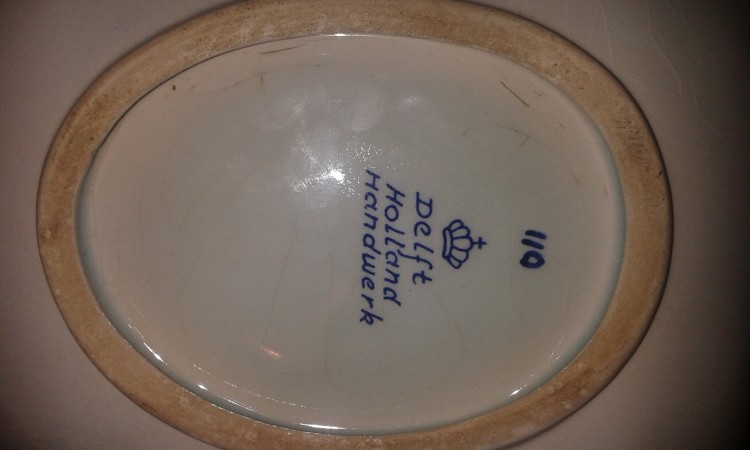 110
Delft
Holland
Handwerk